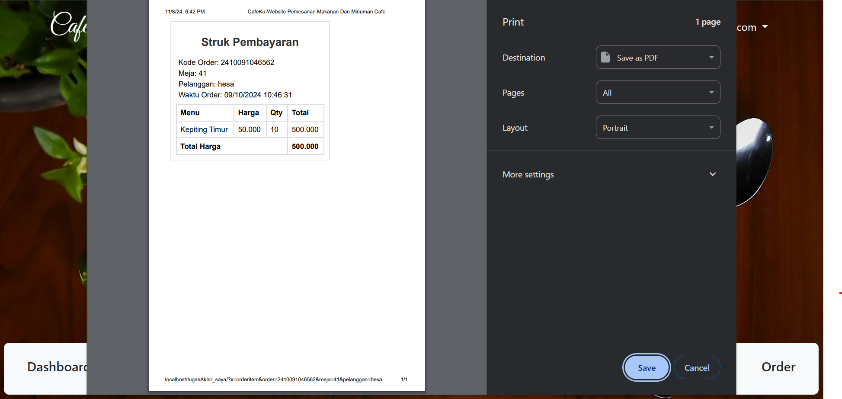 Cafe
11/8/24, 6:42 PM CafeKu-Website Pemesanan Makanan Dan Minuman Cafe
Struk Pembayaran
Kode Order: 2410091046562
Meja: 41
Pelanggan: hesa
Waktu Order: 09/10/2024 10:46:31
Menu Harga Qty Total
Kepiting Timur 50.000 10 500.000
Total Harga 500.000
1/1
Print 1 page
Destination Save as PDF
Pages All
Layout Portrait
More settings
Save Cancel
com
Dashboard
Order